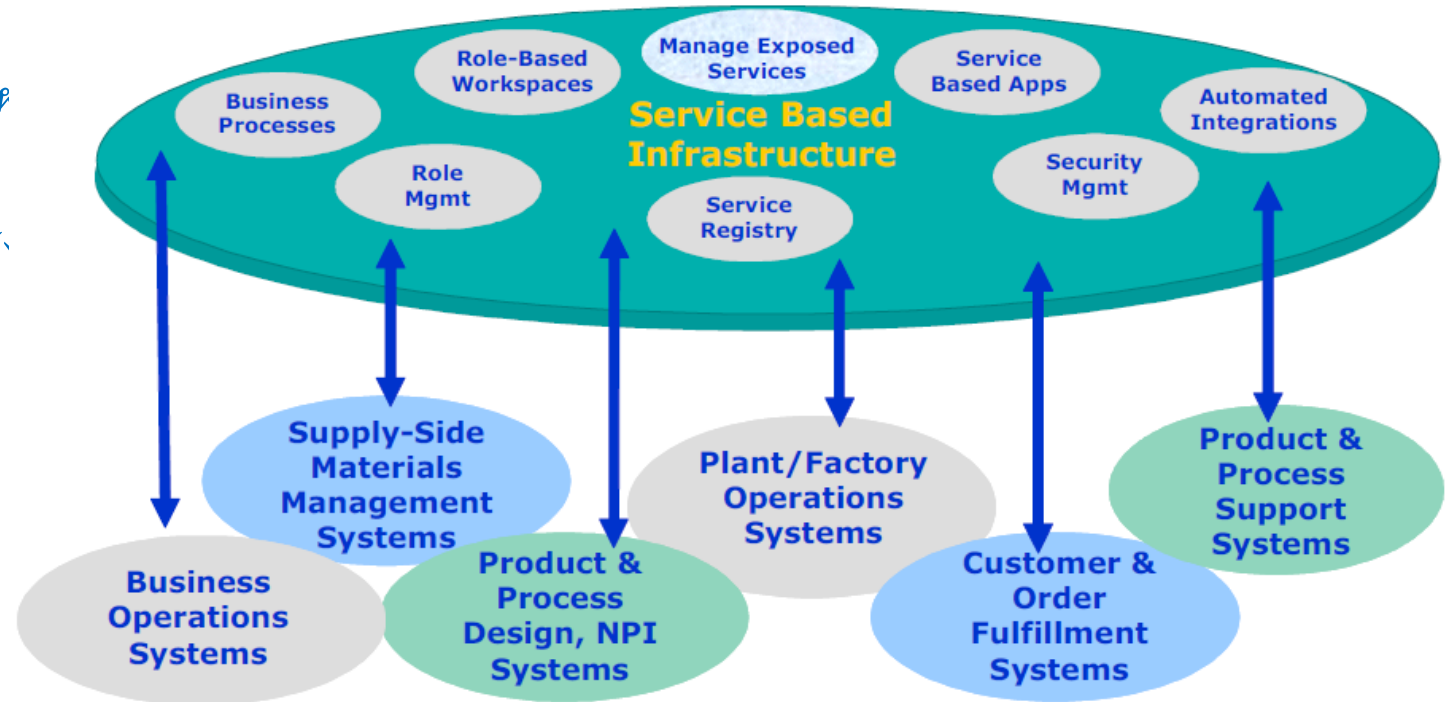 Manage Exposed
Services
Role-Based
Workspaces
Service
Based Apps
Business
Processes
Automated
Integrations
Service Based
Infrastructure
Role
Mgmt
Security
Mgmt
Service
Registry
Supply-Side
Materials
Management
Systems
Plant/Factory
Operations
Systems
Product &
Process
Support
Systems
Business
Operations
Systems
Product &
Process
Design, NPI
Systems
Customer &
Order
Fulfillment
Systems